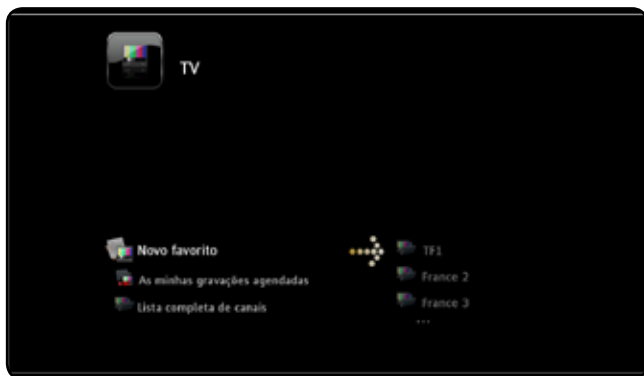 TV
Novo favorito
As minhas gravações agendadas
Lista completa de canais
TF1
France 2
France 3
...